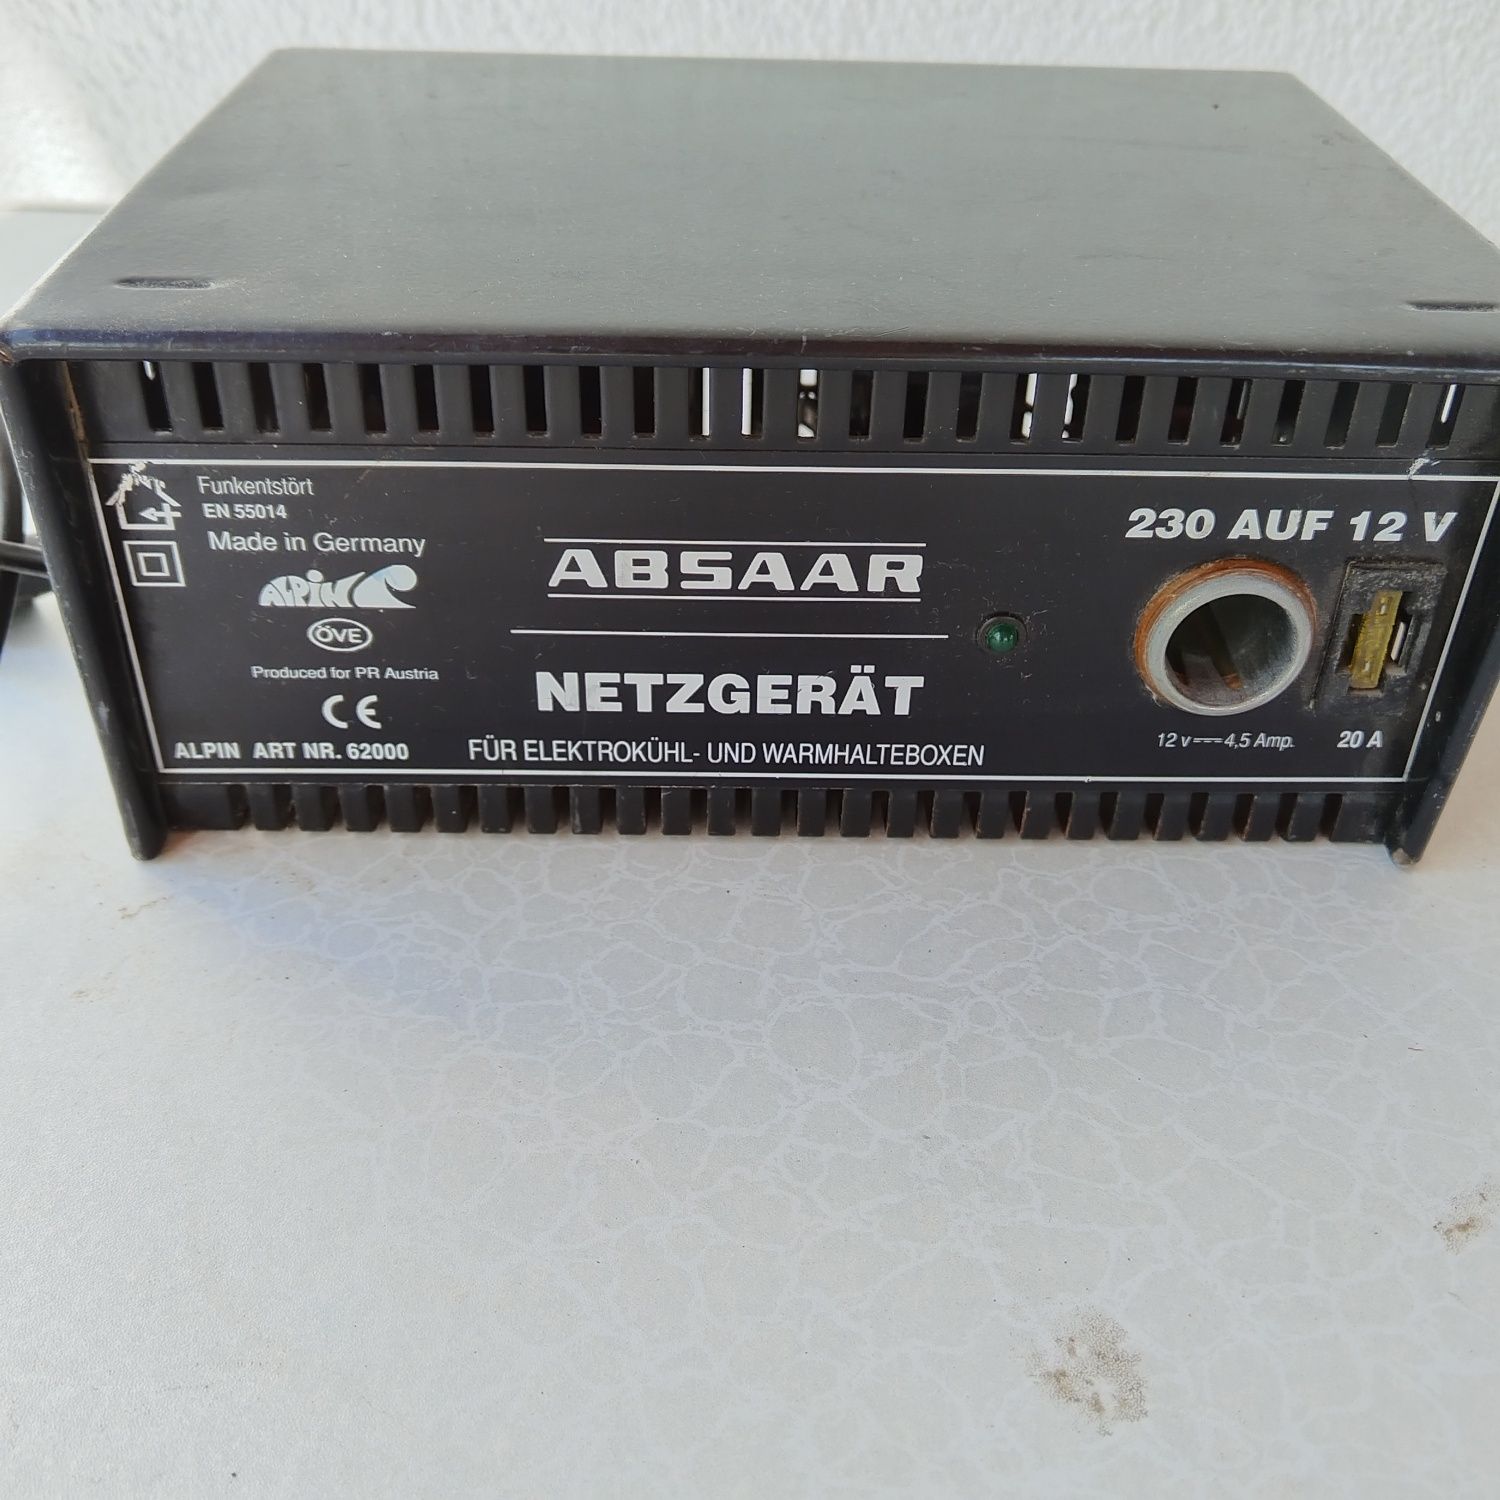 Funkentstört
EN 55014
Made in Germany
ALPIN
ÖVE
Produced for PR Austria
CE
ALPIN ART NR. 62000
ABSAAR
NETZGERÄT
FÜR ELEKTROKÜHL- UND WARMHALTEBOXEN
230 AUF 12 V
12 v⎓4,5 Amp.
20 A